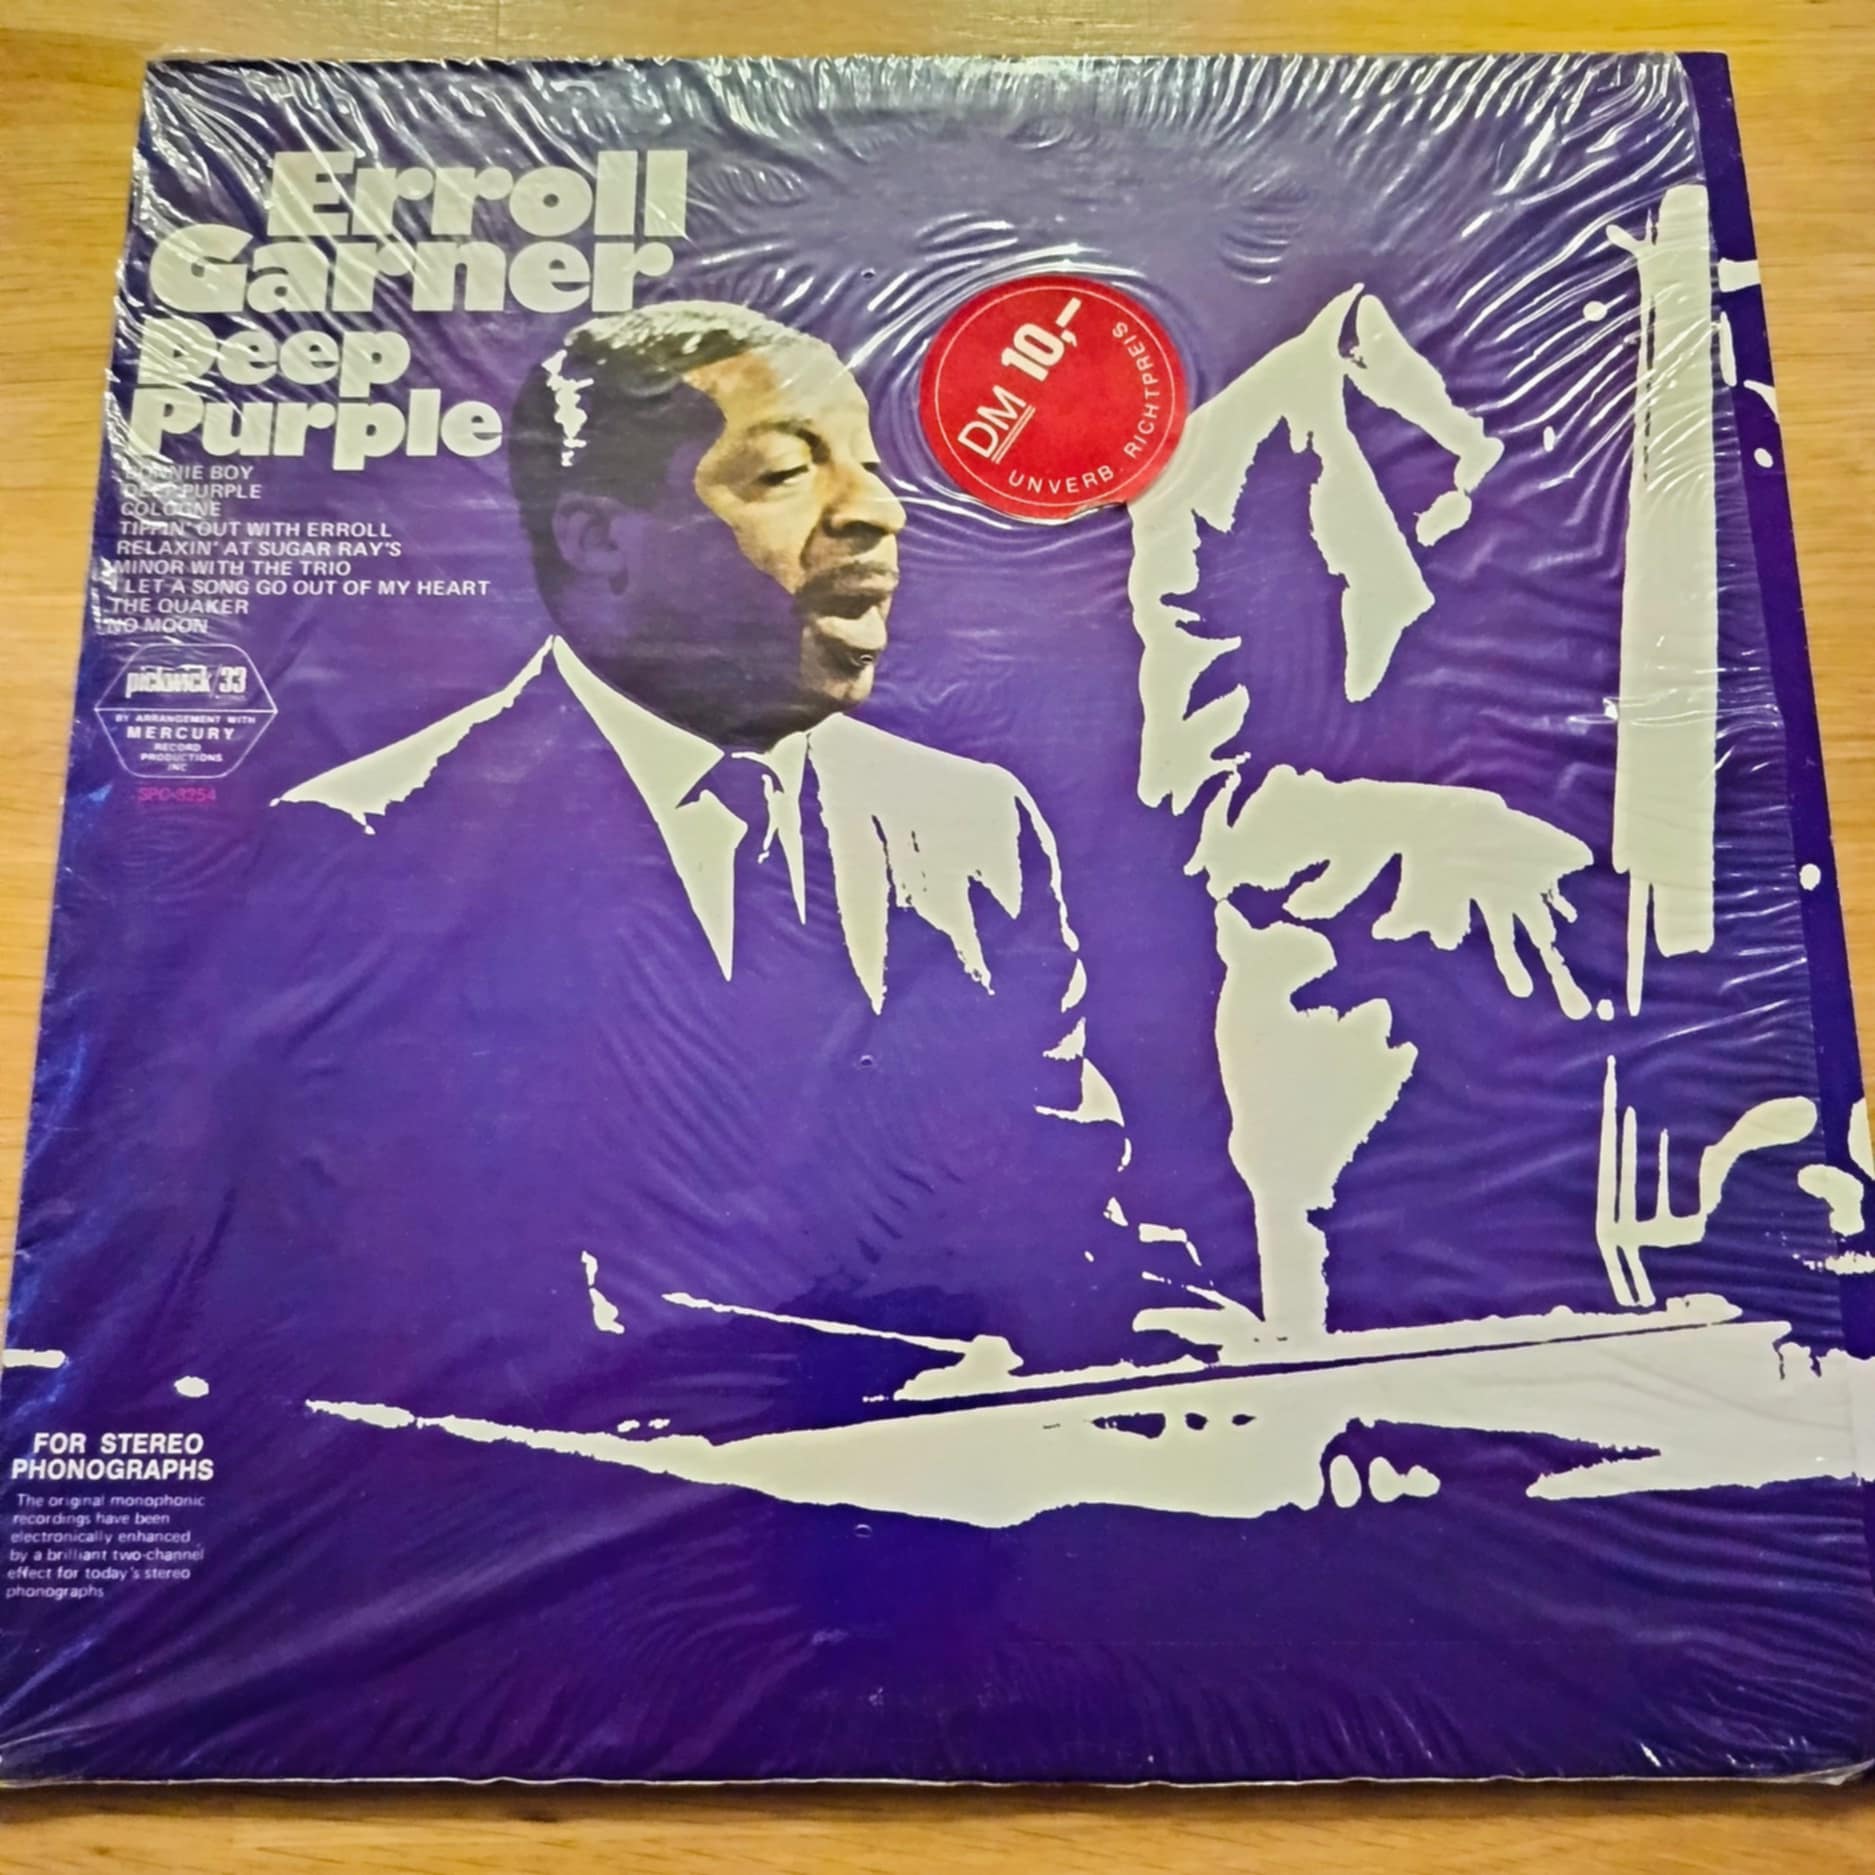 Erroll
Garner
Deep
Purple
BONNIE BOY
DEEP PURPLE
COLOGNE
TIPPIN' OUT WITH ERROLL
RELAXIN' AT SUGAR RAY'S
MINOR WITH THE TRIO
I LET A SONG GO OUT OF MY HEART
THE QUAKER
NO MOON
pickwick/33
BY ARRANGEMENT WITH
MERCURY
RECORD
PRODUCTIONS
INC
SPC-3254
DM 10,-
UNVERB. RICHTPREIS
FOR STEREO
PHONOGRAPHS
The original monophonic
recordings have been
electronically enhanced
by a brilliant two-channel
effect for today's stereo
phonographs